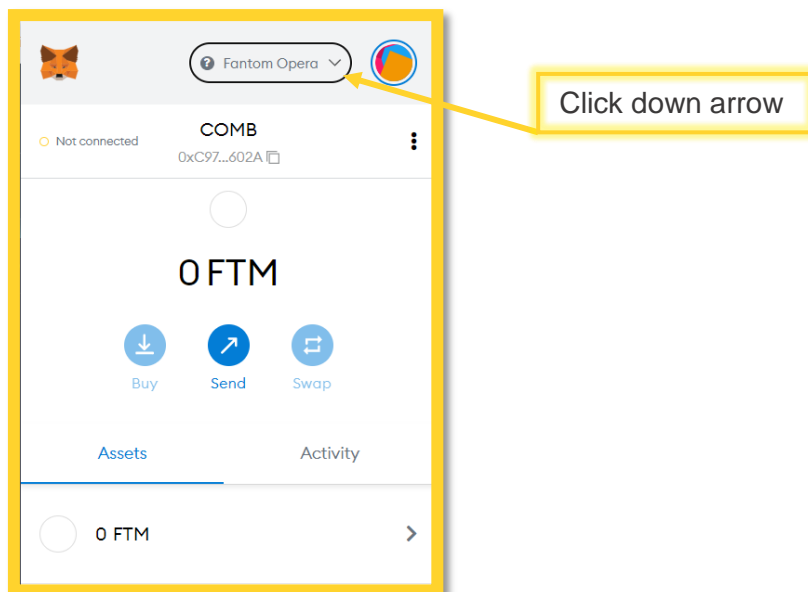 Fantom Opera
Click down arrow
Not connected
COMB
0xC97...602A
0 FTM
Buy
Send
Swap
Assets
Activity
0 FTM